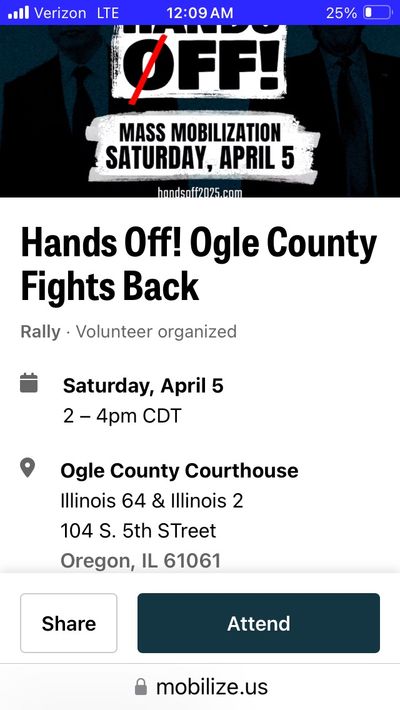 Verizon LTE 12:09 AM 25%
HANDS
OFF!
MASS MOBILIZATION
SATURDAY, APRIL 5
handsoff2025.com
Hands Off! Ogle County
Fights Back
Rally · Volunteer organized
Saturday, April 5
2 – 4pm CDT
Ogle County Courthouse
Illinois 64 & Illinois 2
104 S. 5th STreet
Oregon, IL 61061
Share
Attend
mobilize.us